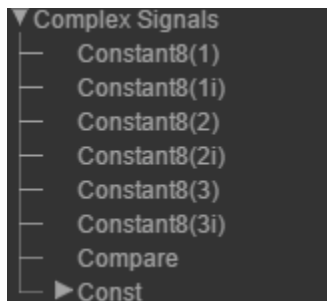 Complex Signals
Constant8(1)
Constant8(1i)
Constant8(2)
Constant8(2i)
Constant8(3)
Constant8(3i)
Compare
Const